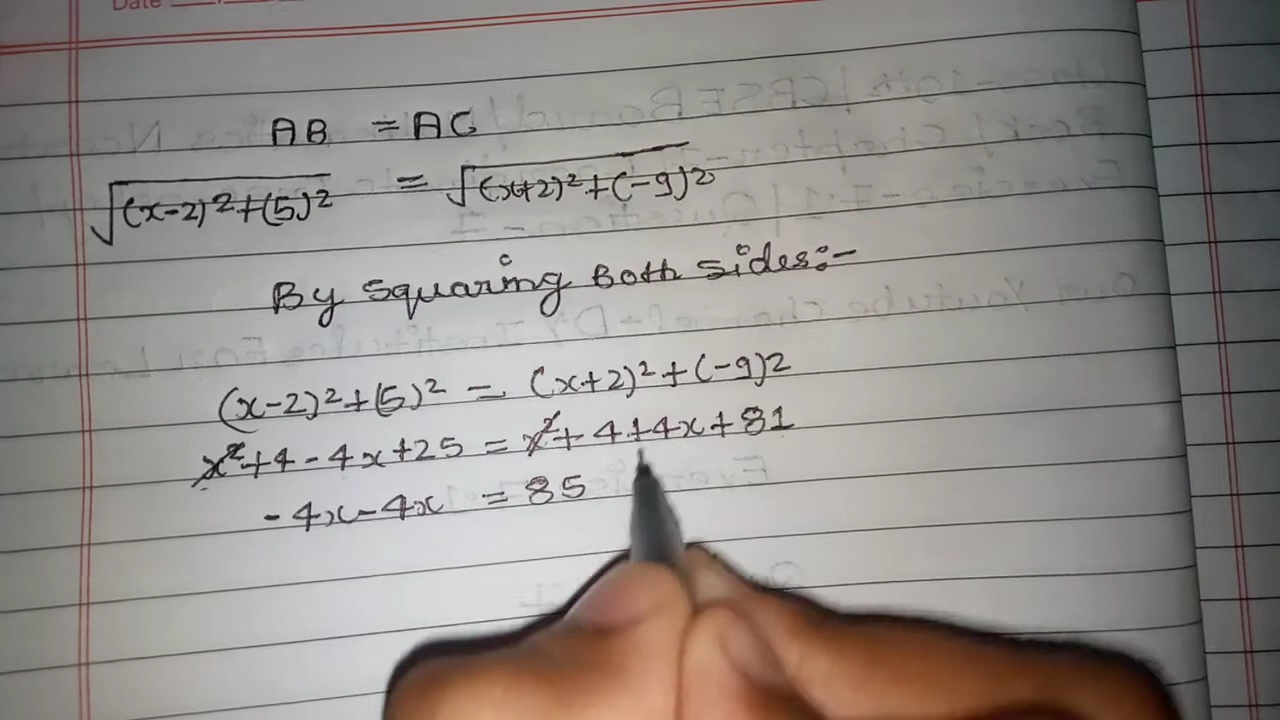 Date
AB = AC
√(x-2)²+(5)² = √(x+2)²+(-9)2
By Squaring Both sides:-
(x-2)²+(5)² = (x+2)²+(-9)2
x²+4-4x+25 = x²+4+4x+81
-4x-4x = 85